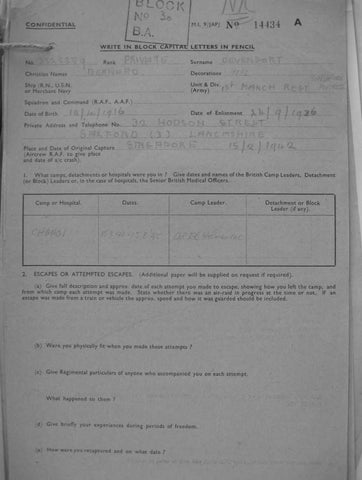 BLOCK
Nº 30
B.A.
CONFIDENTIAL
M.I. 9/JAP/ Nº 14434 A
WRITE IN BLOCK CAPITAL LETTERS IN PENCIL
No. Rank PRIVATE Surname DEVENPORT
Christian Names BERNARD Decorations
Ship (R.N., U.S.N. or Merchant Navy
Unit & Div. (Army) 1ST MANCH REGT
Squadron and Command (R.A.F., A.A.F.)
Date of Birth 12/4/1916 Date of Enlistment 24/9/1936
Private Address and Telephone No. 32 HUDSON STREET
SALFORD (3) LANCASHIRE
Place and Date of Original Capture SINGAPORE 15/2/1942
(Aircrew R.A.F. to give place
and date of a/c crash).
1. What camps, detachments or hospitals were you in? Give dates and names of the British Camp Leaders, Detachment
(or Block) Leaders or, in the case of hospitals, the Senior British Medical Officers.
Camp or Hospital. Dates. Camp Leader. Detachment or Block Leader (if any).
CHANGI
2. ESCAPES OR ATTEMPTED ESCAPES. (Additional paper will be supplied on request if required).
(a) Give full description and approx. date of each attempt you made to escape, showing how you left the camp, and
from which camp each attempt was made. State whether there was an air-raid in progress at the time or not. If an
escape was made from a train or vehicle the approx. speed and how it was guarded should be included.
(b) Were you physically fit when you made these attempts?
(c) Give Regimental particulars of anyone who accompanied you on each attempt.
What happened to them?
(d) Give briefly your experiences during periods of freedom.
(e) How were you recaptured and on what date?